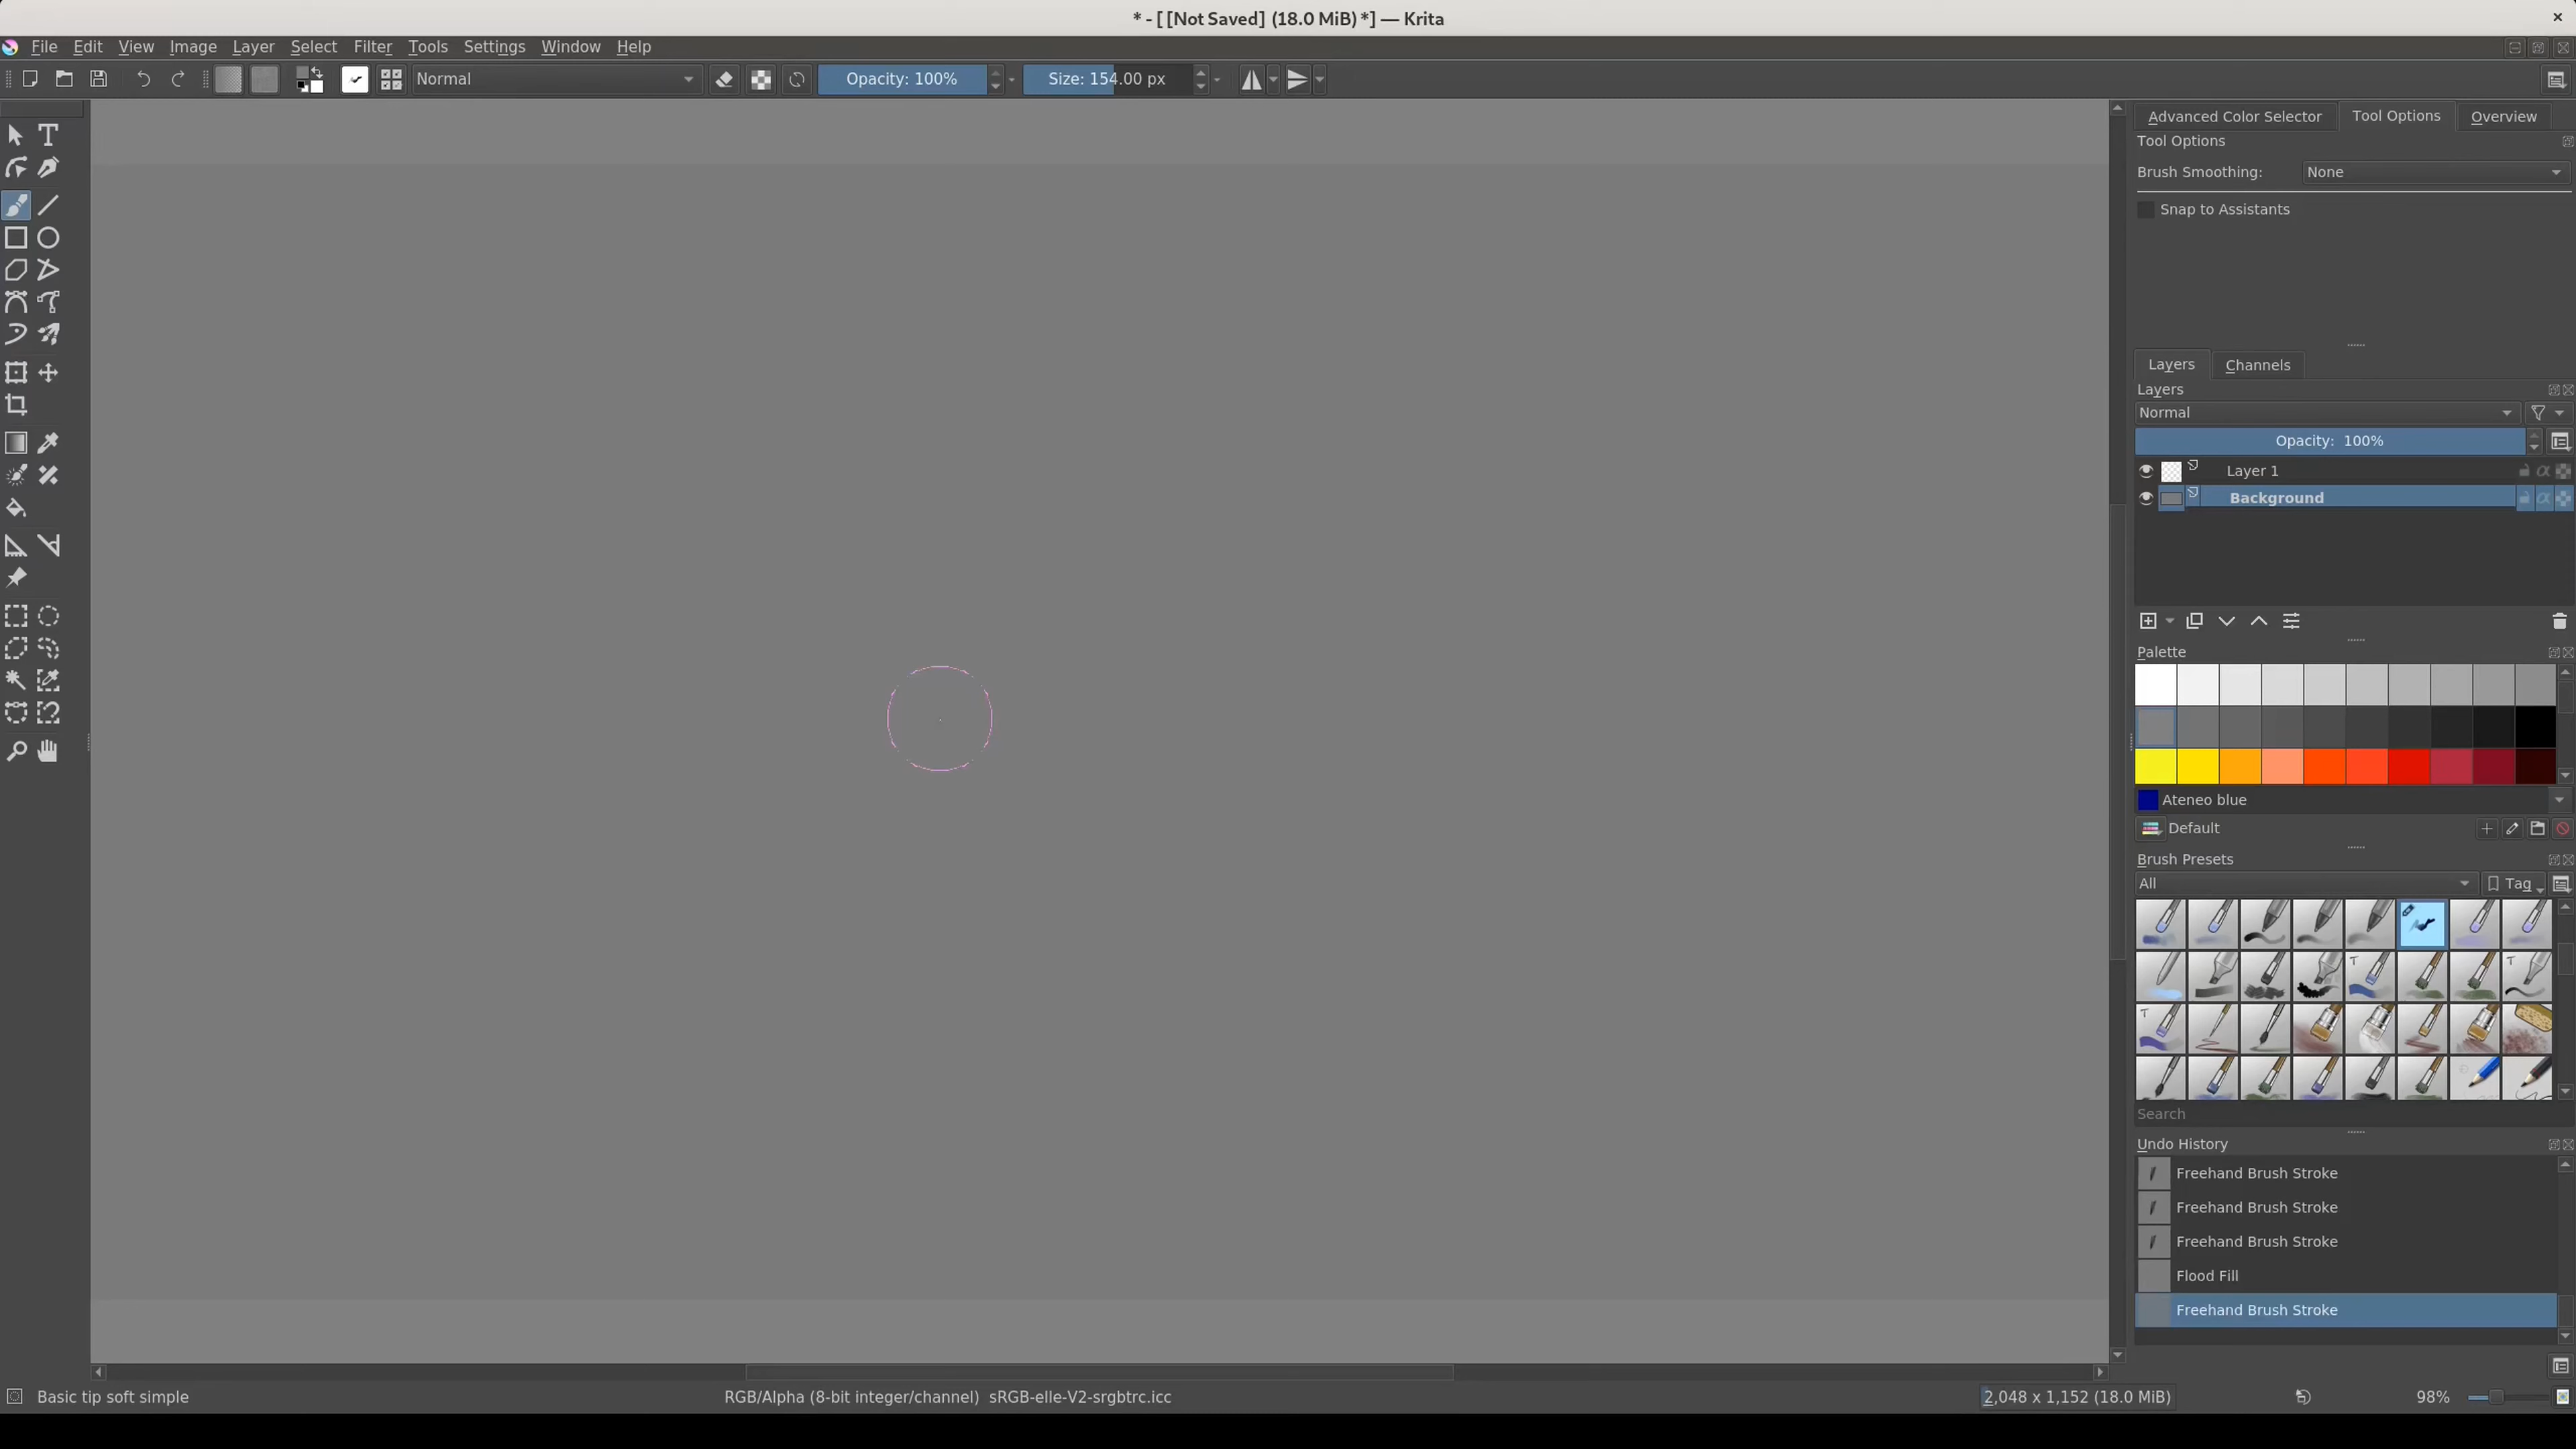 * - [ [Not Saved] (18.0 MiB) *] — Krita
File Edit View Image Layer Select Filter Tools Settings Window Help
Normal Opacity: 100% Size: 154.00 px
Advanced Color Selector Tool Options Overview
Tool Options
Brush Smoothing: None
Snap to Assistants
Layers Channels
Layers
Normal
Opacity: 100%
Layer 1
Background
Palette
Ateneo blue
Default
Brush Presets
All Tag
T
T
T
Search
Undo History
Freehand Brush Stroke
Freehand Brush Stroke
Freehand Brush Stroke
Flood Fill
Freehand Brush Stroke
Basic tip soft simple RGB/Alpha (8-bit integer/channel) sRGB-elle-V2-srgbtrc.icc 2,048 x 1,152 (18.0 MiB) 98%